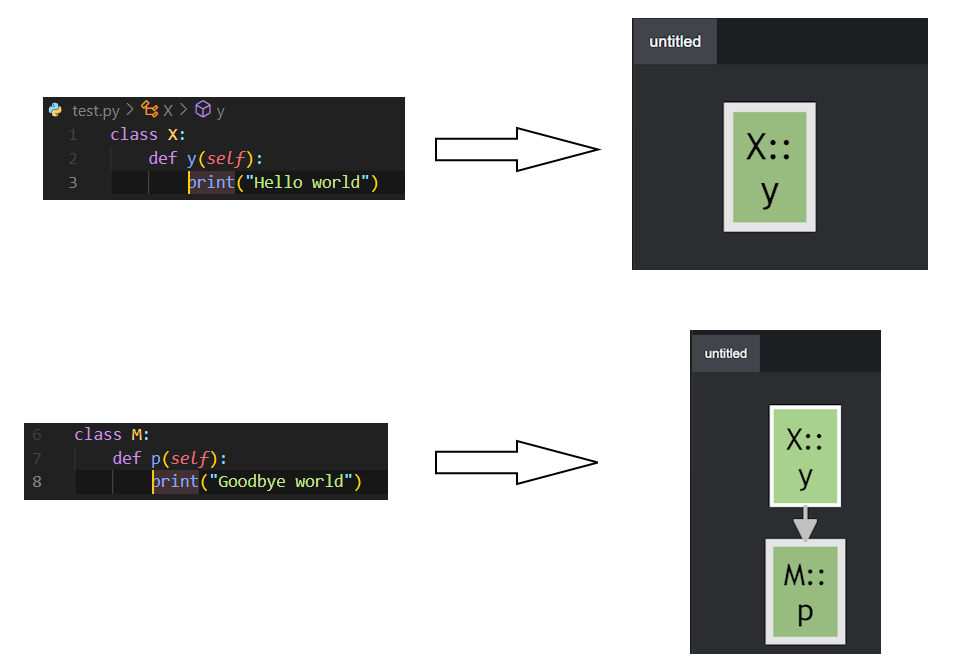 untitled
test.py > X > y
1 class X:
2 def y(self):
3 print("Hello world")
X::
y
untitled
6 class M:
7 def p(self):
8 print("Goodbye world")
X::
y
M::
p